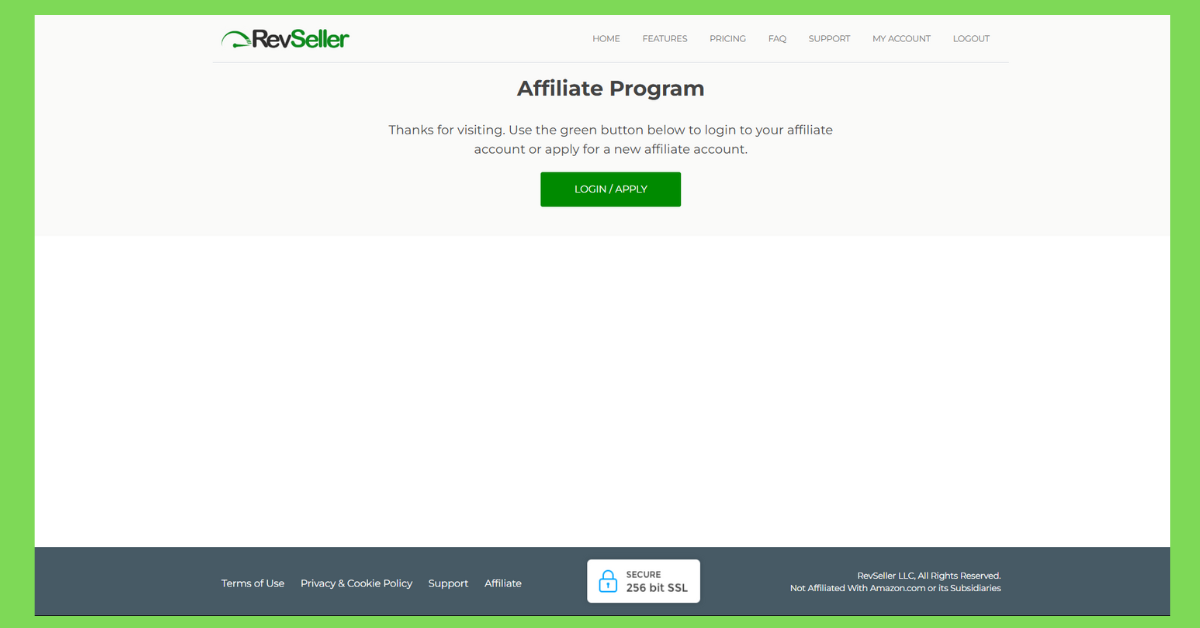 RevSeller
HOME FEATURES PRICING FAQ SUPPORT MY ACCOUNT LOGOUT
Affiliate Program
Thanks for visiting. Use the green button below to login to your affiliate
account or apply for a new affiliate account.
LOGIN / APPLY
Terms of Use Privacy & Cookie Policy Support Affiliate
SECURE
256 bit SSL
RevSeller LLC, All Rights Reserved.
Not Affiliated With Amazon.com or its Subsidiaries